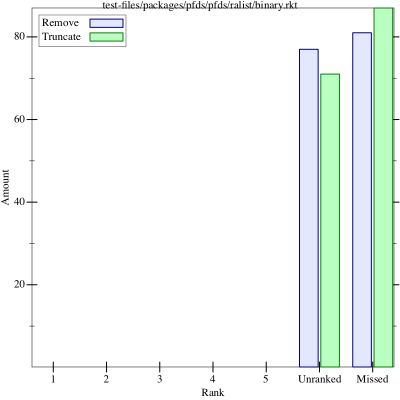 test-files/packages/pfds/pfds/ralist/binary.rkt
Remove
Truncate
80
60
40
20
Amount
1 2 3 4 5 Unranked Missed
Rank